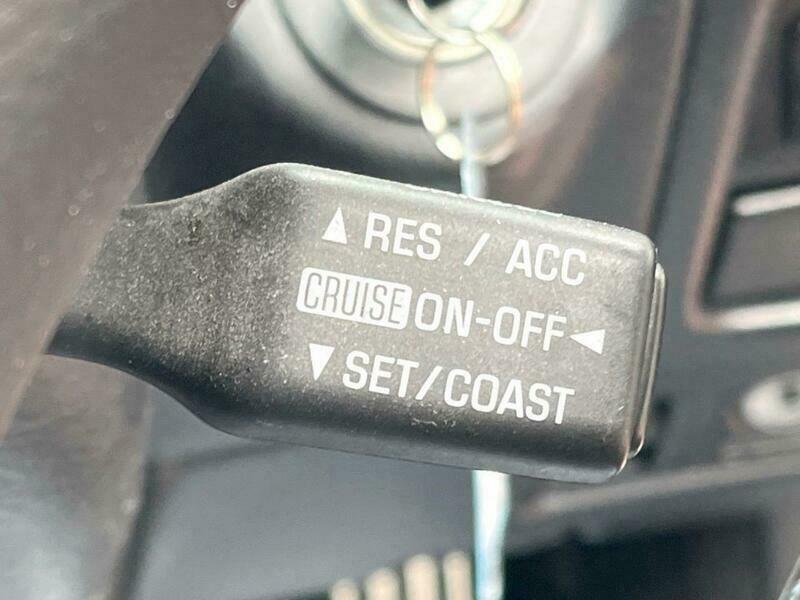 ▲ RES / ACC
CRUISE ON-OFF ◀
▼ SET/COAST